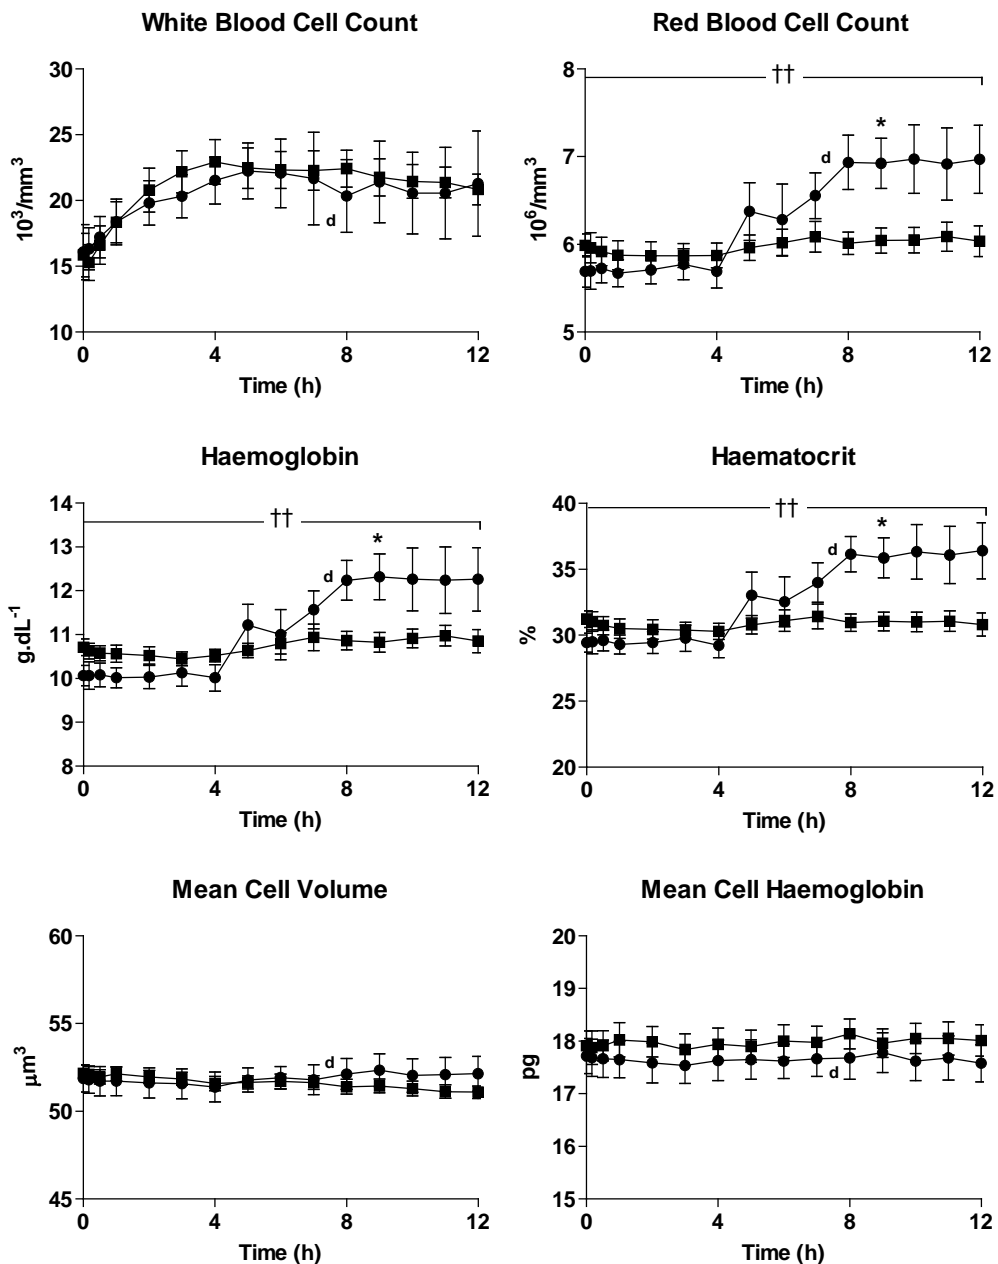 White Blood Cell Count
30
25
20
15
10
10³/mm³
d
0 4 8 12
Time (h)
Red Blood Cell Count
8
7
6
5
10⁶/mm³
††
d
*
0 4 8 12
Time (h)
Haemoglobin
14
13
12
11
10
9
8
g.dL⁻¹
††
d
*
0 4 8 12
Time (h)
Haematocrit
40
35
30
25
20
%
††
d
*
0 4 8 12
Time (h)
Mean Cell Volume
60
55
50
45
μm³
d
0 4 8 12
Time (h)
Mean Cell Haemoglobin
20
19
18
17
16
15
pg
d
0 4 8 12
Time (h)